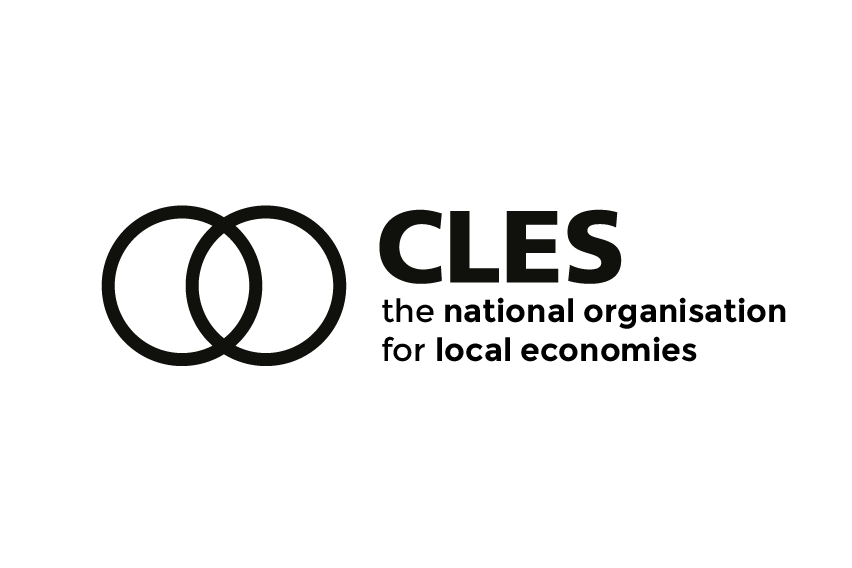 CLES
the national organisation
for local economies